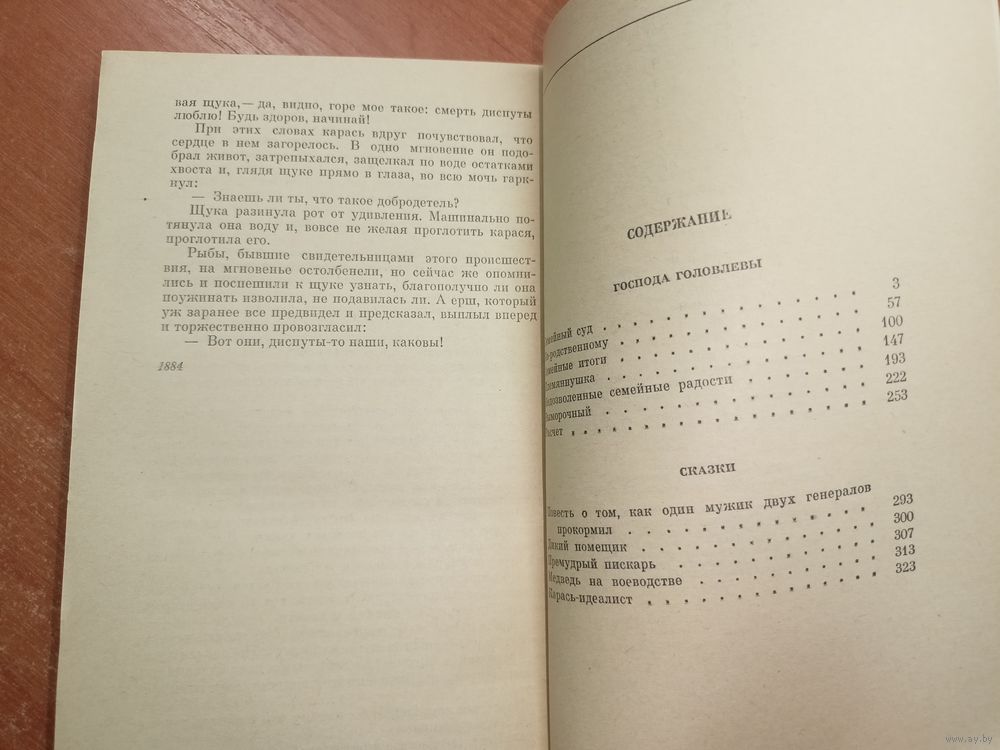 вая щука,— да, видно, горе мое такое: смерть диспуты
люблю! Будь здоров, начинай!
При этих словах карась вдруг почувствовал, что
сердце в нем загорелось. В одно мгновение он подо-
брал живот, затрепыхался, защелкал по воде остатками
хвоста и, глядя щуке прямо в глаза, во всю мочь гарк-
нул:
— Знаешь ли ты, что такое добродетель?
Щука разинула рот от удивления. Машинально по-
тянула она воду и, вовсе не желая проглотить карася,
проглотила его.
Рыбы, бывшие свидетельницами этого происшест-
вия, на мгновенье остолбенели, но сейчас же опомни-
лись и поспешили к щуке узнать, благополучно ли она
поужинать изволила, не подавилась ли. А ерш, который
уж заранее все предвидел и предсказал, выплыл вперед
и торжественно провозгласил:
— Вот они, диспуты-то наши, каковы!
1884
СОДЕРЖАНИЕ
ГОСПОДА ГОЛОВЛЕВЫ
Семейный суд . . . . . . . . . . 3
По-родственному . . . . . . . . . 57
Семейные итоги . . . . . . . . . 100
Племяннушка . . . . . . . . . . 147
Недозволенные семейные радости . . . . . 193
Выморочный . . . . . . . . . . 222
Расчет . . . . . . . . . . . . 253
СКАЗКИ
Повесть о том, как один мужик двух генералов
прокормил . . . . . . . . . . 293
Дикий помещик . . . . . . . . . 300
Премудрый пискарь . . . . . . . . 307
Медведь на воеводстве . . . . . . . 313
Карась-идеалист . . . . . . . . . 323
www.ay.by